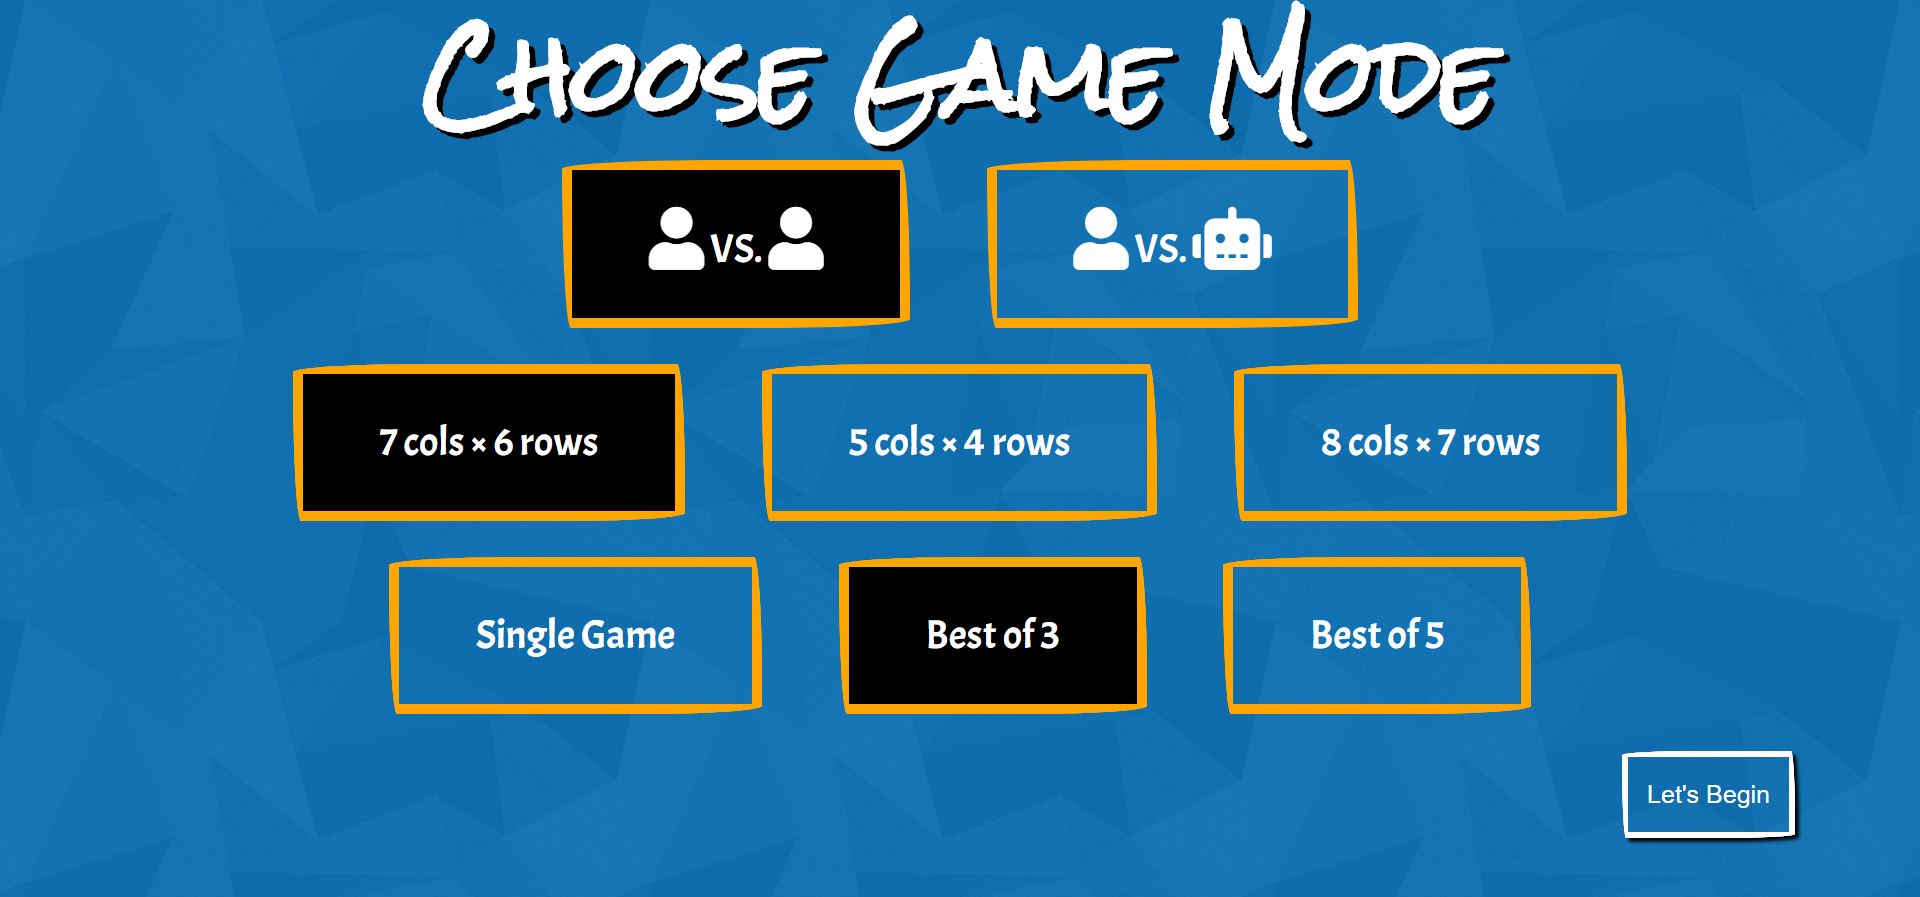 Choose Game Mode
VS.
VS.
7 cols × 6 rows
5 cols × 4 rows
8 cols × 7 rows
Single Game
Best of 3
Best of 5
Let's Begin